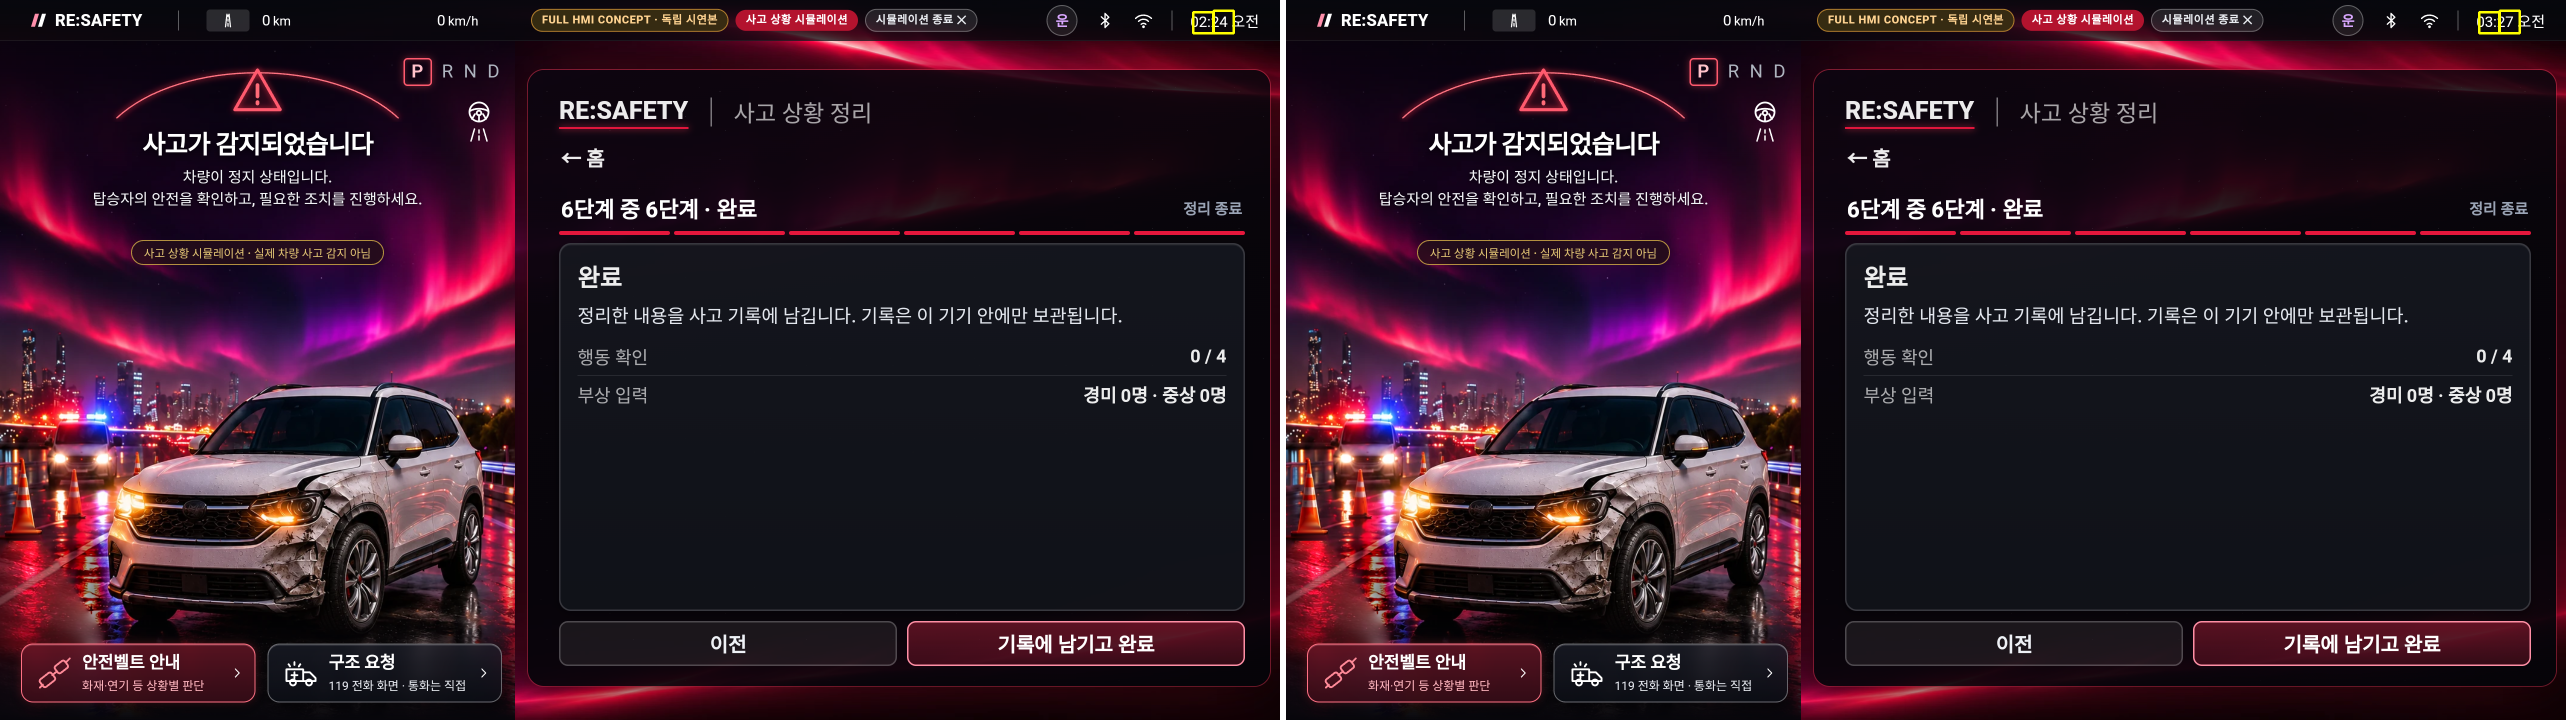 RE:SAFETY
0 km
0 km/h
FULL HMI CONCEPT · 독립 시연본
사고 상황 시뮬레이션
시뮬레이션 종료 ✕
운
02:24 오전
P R N D
사고가 감지되었습니다
차량이 정지 상태입니다.
탑승자의 안전을 확인하고, 필요한 조치를 진행하세요.
사고 상황 시뮬레이션 · 실제 차량 사고 감지 아님
안전벨트 안내
화재·연기 등 상황별 판단
구조 요청
119 전화 화면 · 통화는 직접
RE:SAFETY
사고 상황 정리
← 홈
6단계 중 6단계 · 완료
정리 종료
완료
정리한 내용을 사고 기록에 남깁니다. 기록은 이 기기 안에만 보관됩니다.
행동 확인
0 / 4
부상 입력
경미 0명 · 중상 0명
이전
기록에 남기고 완료
RE:SAFETY
0 km
0 km/h
FULL HMI CONCEPT · 독립 시연본
사고 상황 시뮬레이션
시뮬레이션 종료 ✕
운
03:27 오전
P R N D
사고가 감지되었습니다
차량이 정지 상태입니다.
탑승자의 안전을 확인하고, 필요한 조치를 진행하세요.
사고 상황 시뮬레이션 · 실제 차량 사고 감지 아님
안전벨트 안내
화재·연기 등 상황별 판단
구조 요청
119 전화 화면 · 통화는 직접
RE:SAFETY
사고 상황 정리
← 홈
6단계 중 6단계 · 완료
정리 종료
완료
정리한 내용을 사고 기록에 남깁니다. 기록은 이 기기 안에만 보관됩니다.
행동 확인
0 / 4
부상 입력
경미 0명 · 중상 0명
이전
기록에 남기고 완료